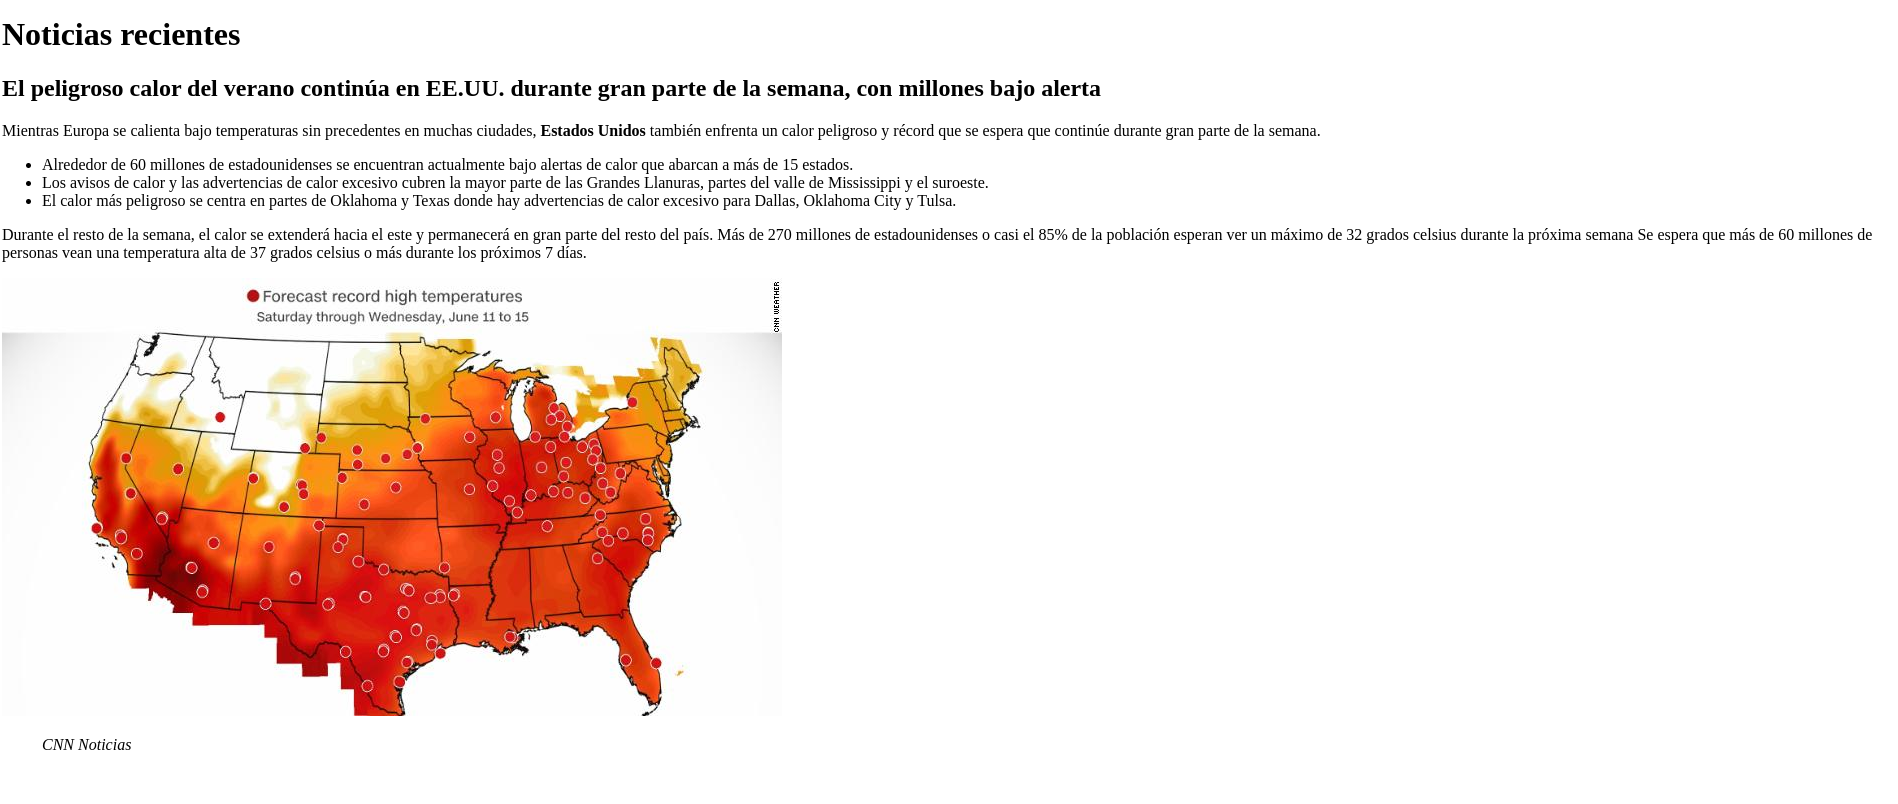 Noticias recientes
El peligroso calor del verano continúa en EE.UU. durante gran parte de la semana, con millones bajo alerta
Mientras Europa se calienta bajo temperaturas sin precedentes en muchas ciudades, Estados Unidos también enfrenta un calor peligroso y récord que se espera que continúe durante gran parte de la semana.
Alrededor de 60 millones de estadounidenses se encuentran actualmente bajo alertas de calor que abarcan a más de 15 estados.
Los avisos de calor y las advertencias de calor excesivo cubren la mayor parte de las Grandes Llanuras, partes del valle de Mississippi y el suroeste.
El calor más peligroso se centra en partes de Oklahoma y Texas donde hay advertencias de calor excesivo para Dallas, Oklahoma City y Tulsa.
Durante el resto de la semana, el calor se extenderá hacia el este y permanecerá en gran parte del resto del país. Más de 270 millones de estadounidenses o casi el 85% de la población esperan ver un máximo de 32 grados celsius durante la próxima semana Se espera que más de 60 millones de
personas vean una temperatura alta de 37 grados celsius o más durante los próximos 7 días.
Forecast record high temperatures
Saturday through Wednesday, June 11 to 15
CNN WEATHER
CNN Noticias